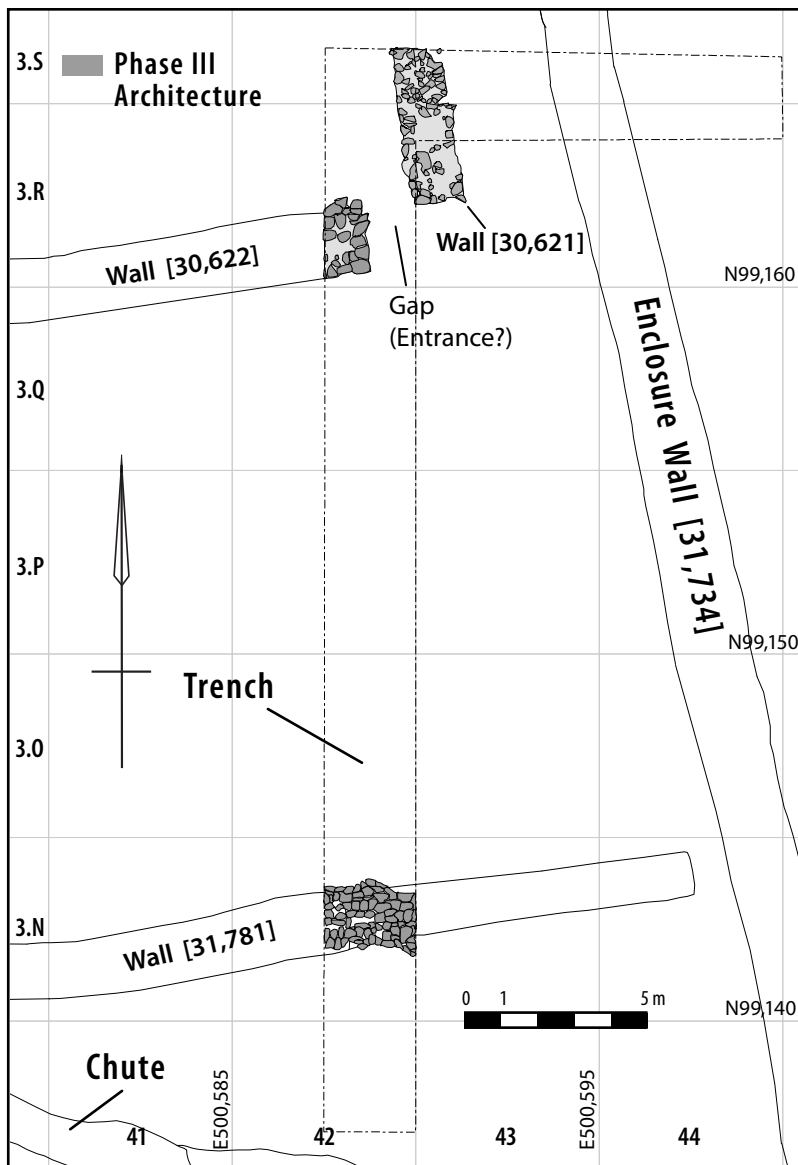 3.S
Phase III
Architecture
3.R
Wall [30,622]
Wall [30,621]
N99,160
Gap
(Entrance?)
Enclosure Wall [31,734]
3.Q
3.P
N99,150
Trench
3.O
3.N
Wall [31,781]
0 1 5 m
N99,140
Chute
E500,585
E500,595
41 42 43 44